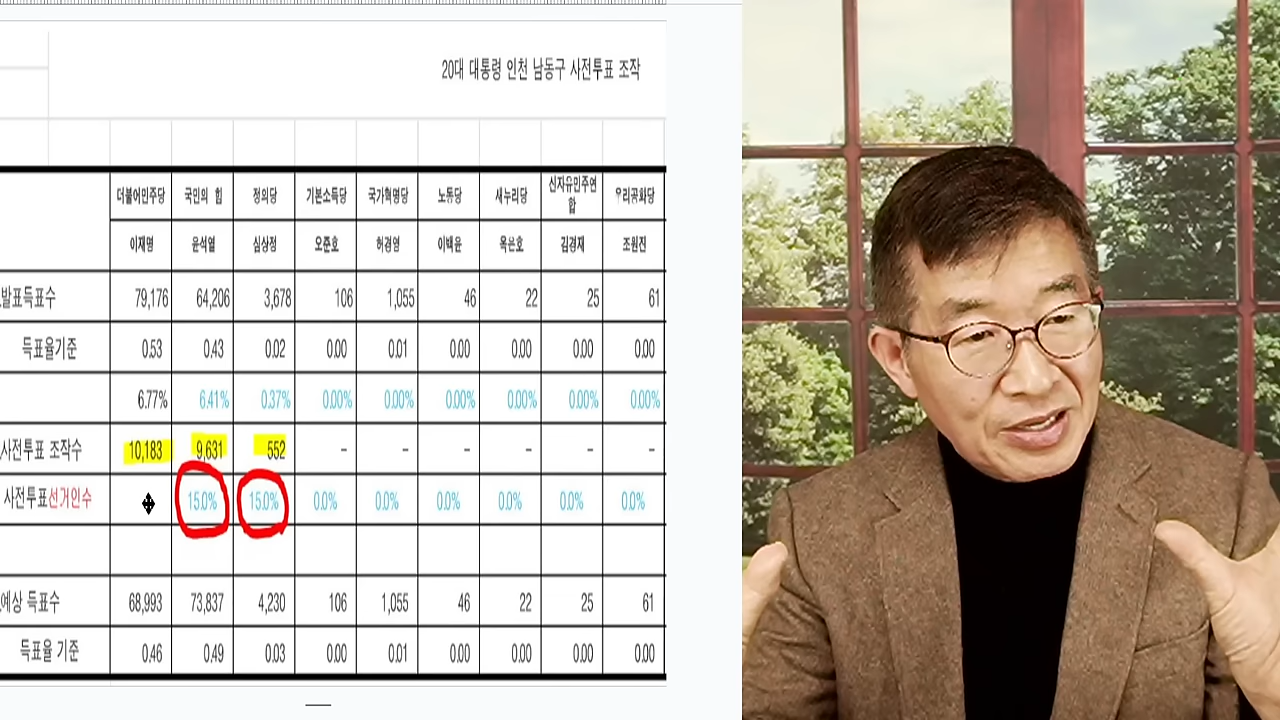 20대 대통령 인천 남동구 사전투표 조작
더불어민주당 국민의 힘 정의당 기본소득당 국가혁명당 노동당 새누리당 신자유민주연합 우리공화당
이재명 윤석열 심상정 오준호 허경영 이백윤 옥은호 김경재 조원진
발표득표수 79,176 64,206 3,678 106 1,055 46 22 25 61
득표율기준 0.53 0.43 0.02 0.00 0.01 0.00 0.00 0.00 0.00
6.77% 6.41% 0.37% 0.00% 0.00% 0.00% 0.00% 0.00% 0.00%
사전투표 조작수 10,183 9,631 552 – – – – – –
사전투표선거인수 15.0% 15.0% 0.0% 0.0% 0.0% 0.0% 0.0% 0.0%
예상 득표수 68,993 73,837 4,230 106 1,055 46 22 25 61
득표율 기준 0.46 0.49 0.03 0.00 0.01 0.00 0.00 0.00 0.00